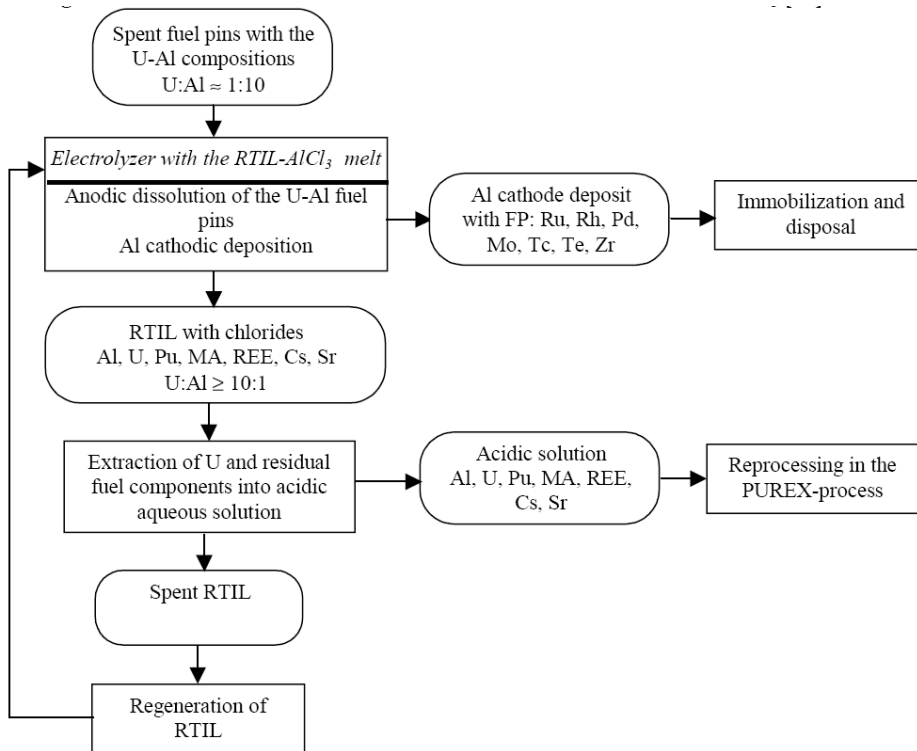 Spent fuel pins with the
U-Al compositions
U:Al ≈ 1:10
Electrolyzer with the RTIL-AlCl₃ melt
Anodic dissolution of the U-Al fuel
pins
Al cathodic deposition
Al cathode deposit
with FP: Ru, Rh, Pd,
Mo, Tc, Te, Zr
Immobilization and
disposal
RTIL with chlorides
Al, U, Pu, MA, REE, Cs, Sr
U:Al ≥ 10:1
Extraction of U and residual
fuel components into acidic
aqueous solution
Acidic solution
Al, U, Pu, MA, REE,
Cs, Sr
Reprocessing in the
PUREX-process
Spent RTIL
Regeneration of
RTIL